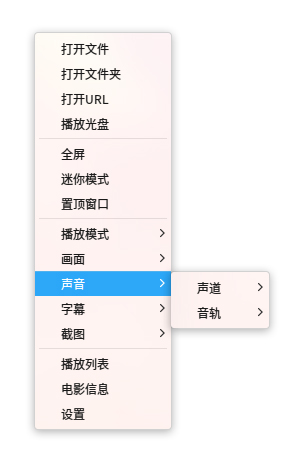 打开文件
打开文件夹
打开URL
播放光盘
全屏
迷你模式
置顶窗口
播放模式
画面
声音
声道
音轨
字幕
截图
播放列表
电影信息
设置